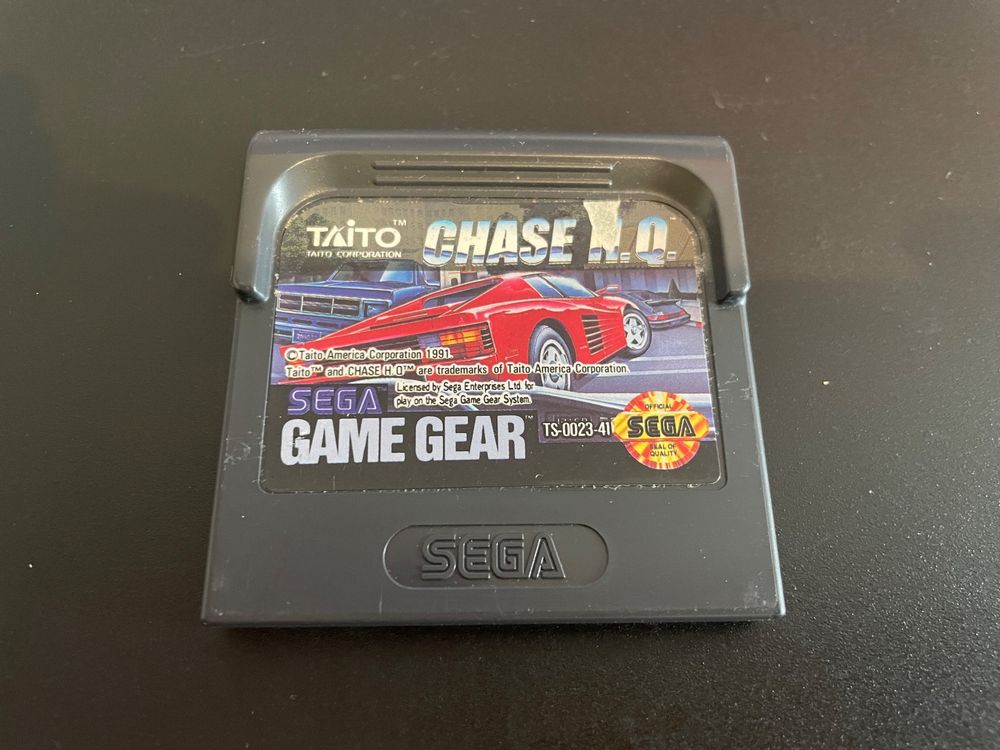 TAiTO™
TAITO CORPORATION
CHASE H.Q.
©Taito America Corporation 1991.
Taito™ and CHASE H.Q™ are trademarks of Taito America Corporation.
Licensed by Sega Enterprises Ltd. for
play on the Sega Game Gear System.
SEGA
GAME GEAR™
TS-0023-41
OFFICIAL
SEGA
SEAL OF
QUALITY
SEGA